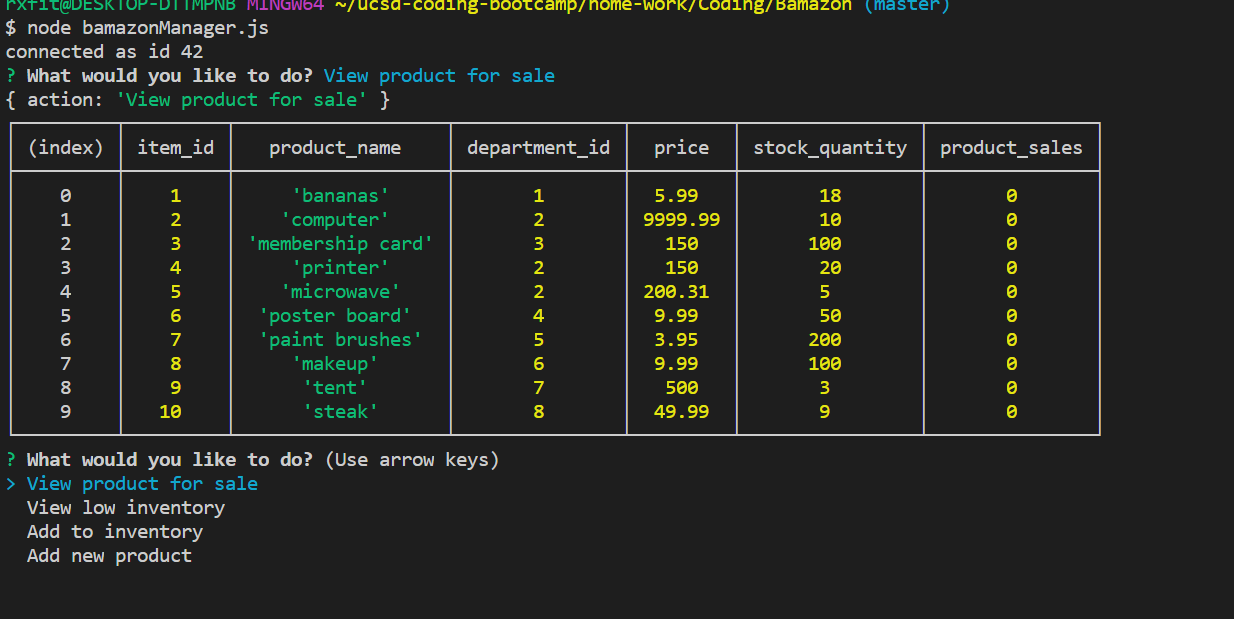 rxfit@DESKTOP-DTTMPNB MINGW64 ~/ucsd-coding-bootcamp/home-work/Coding/Bamazon (master)
$ node bamazonManager.js
connected as id 42
? What would you like to do? View product for sale
{ action: 'View product for sale' }
(index) item_id product_name department_id price stock_quantity product_sales
0 1 'bananas' 1 5.99 18 0
1 2 'computer' 2 9999.99 10 0
2 3 'membership card' 3 150 100 0
3 4 'printer' 2 150 20 0
4 5 'microwave' 2 200.31 5 0
5 6 'poster board' 4 9.99 50 0
6 7 'paint brushes' 5 3.95 200 0
7 8 'makeup' 6 9.99 100 0
8 9 'tent' 7 500 3 0
9 10 'steak' 8 49.99 9 0
? What would you like to do? (Use arrow keys)
> View product for sale
View low inventory
Add to inventory
Add new product